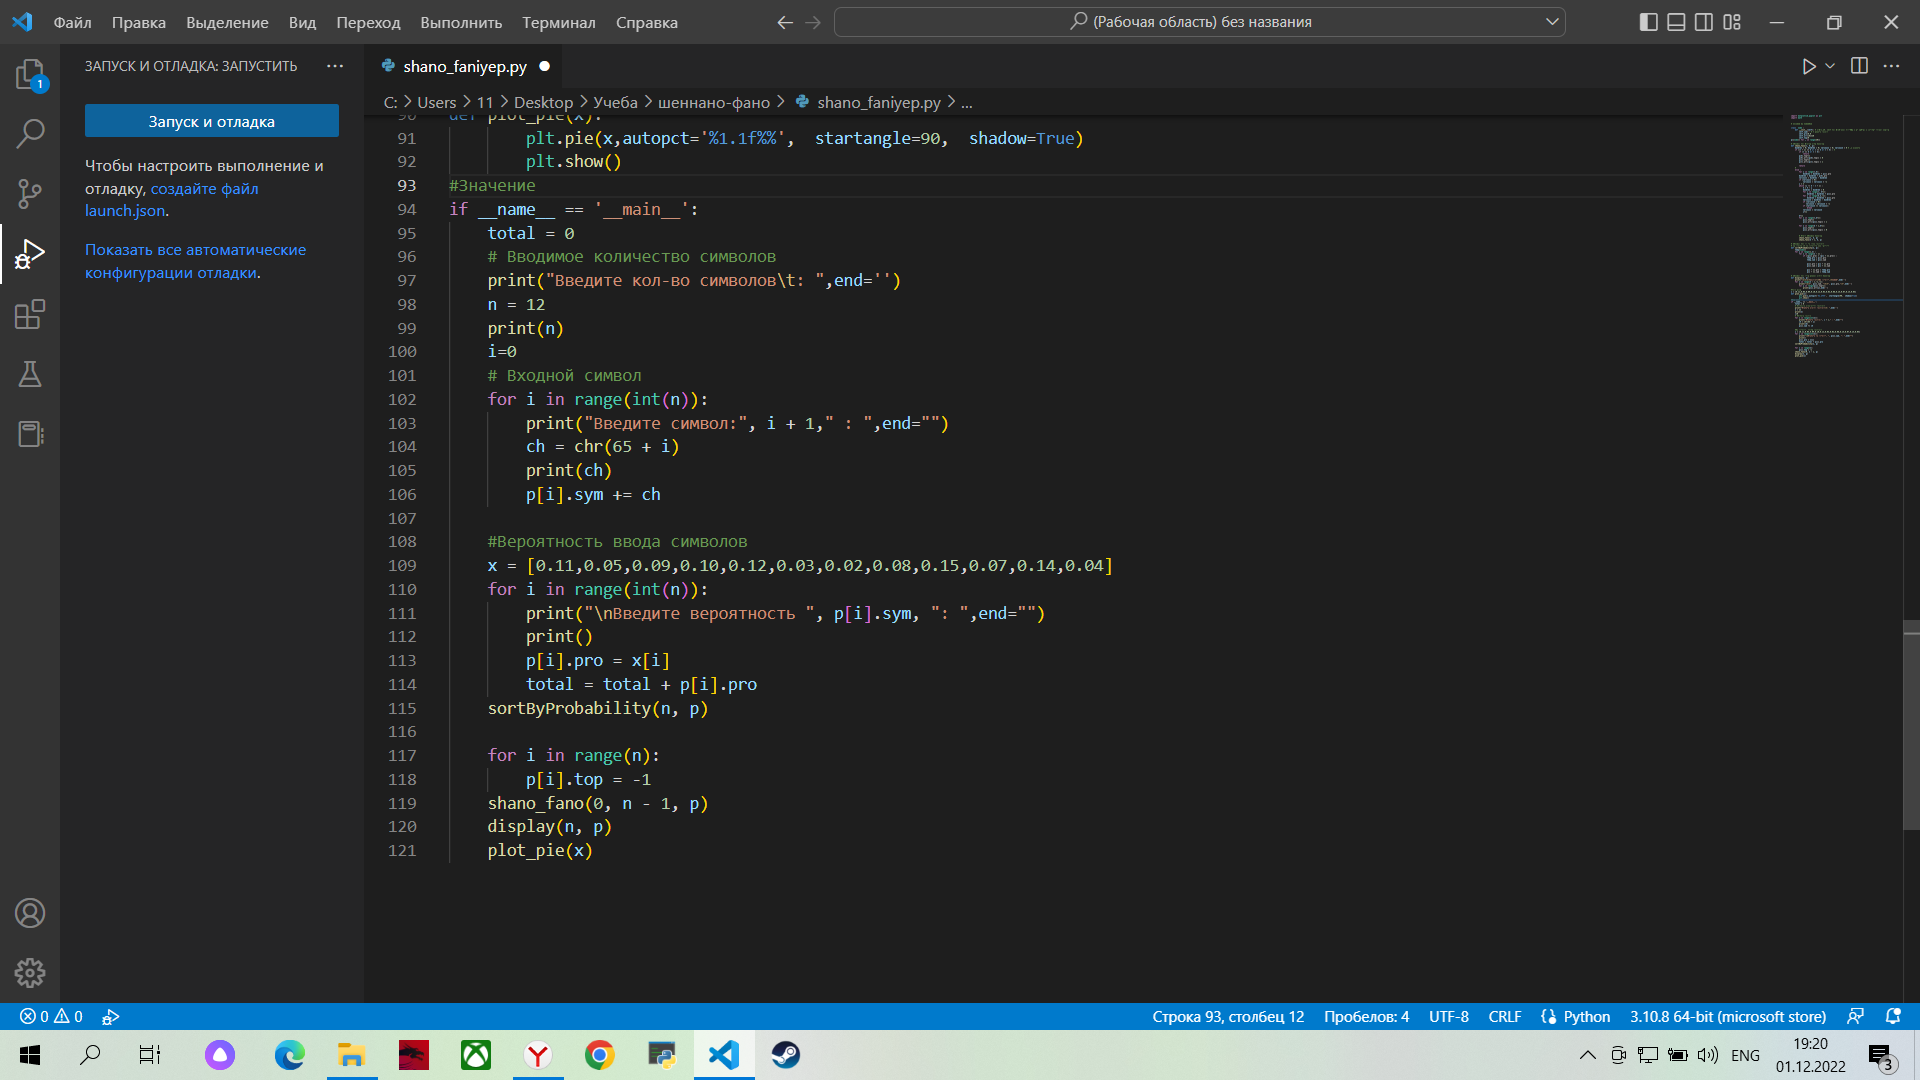 Файл Правка Выделение Вид Переход Выполнить Терминал Справка
(Рабочая область) без названия
ЗАПУСК И ОТЛАДКА: ЗАПУСТИТЬ
Запуск и отладка
Чтобы настроить выполнение и
отладку, создайте файл
launch.json.
Показать все автоматические
конфигурации отладки.
1
shano_faniyep.py
C: > Users > 11 > Desktop > Учеба > шеннано-фано > shano_faniyep.py > ...
90 def plot_pie(x):
91 plt.pie(x,autopct='%1.1f%%', startangle=90, shadow=True)
92 plt.show()
93 #Значение
94 if __name__ == '__main__':
95 total = 0
96 # Вводимое количество символов
97 print("Введите кол-во символов\t: ",end='')
98 n = 12
99 print(n)
100 i=0
101 # Входной символ
102 for i in range(int(n)):
103 print("Введите символ:", i + 1," : ",end="")
104 ch = chr(65 + i)
105 print(ch)
106 p[i].sym += ch
107
108 #Вероятность ввода символов
109 x = [0.11,0.05,0.09,0.10,0.12,0.03,0.02,0.08,0.15,0.07,0.14,0.04]
110 for i in range(int(n)):
111 print("\nВведите вероятность ", p[i].sym, ": ",end="")
112 print()
113 p[i].pro = x[i]
114 total = total + p[i].pro
115 sortByProbability(n, p)
116
117 for i in range(n):
118 p[i].top = -1
119 shano_fano(0, n - 1, p)
120 display(n, p)
121 plot_pie(x)
0 0
Строка 93, столбец 12 Пробелов: 4 UTF-8 CRLF Python 3.10.8 64-bit (microsoft store)
ENG
19:20
01.12.2022
3